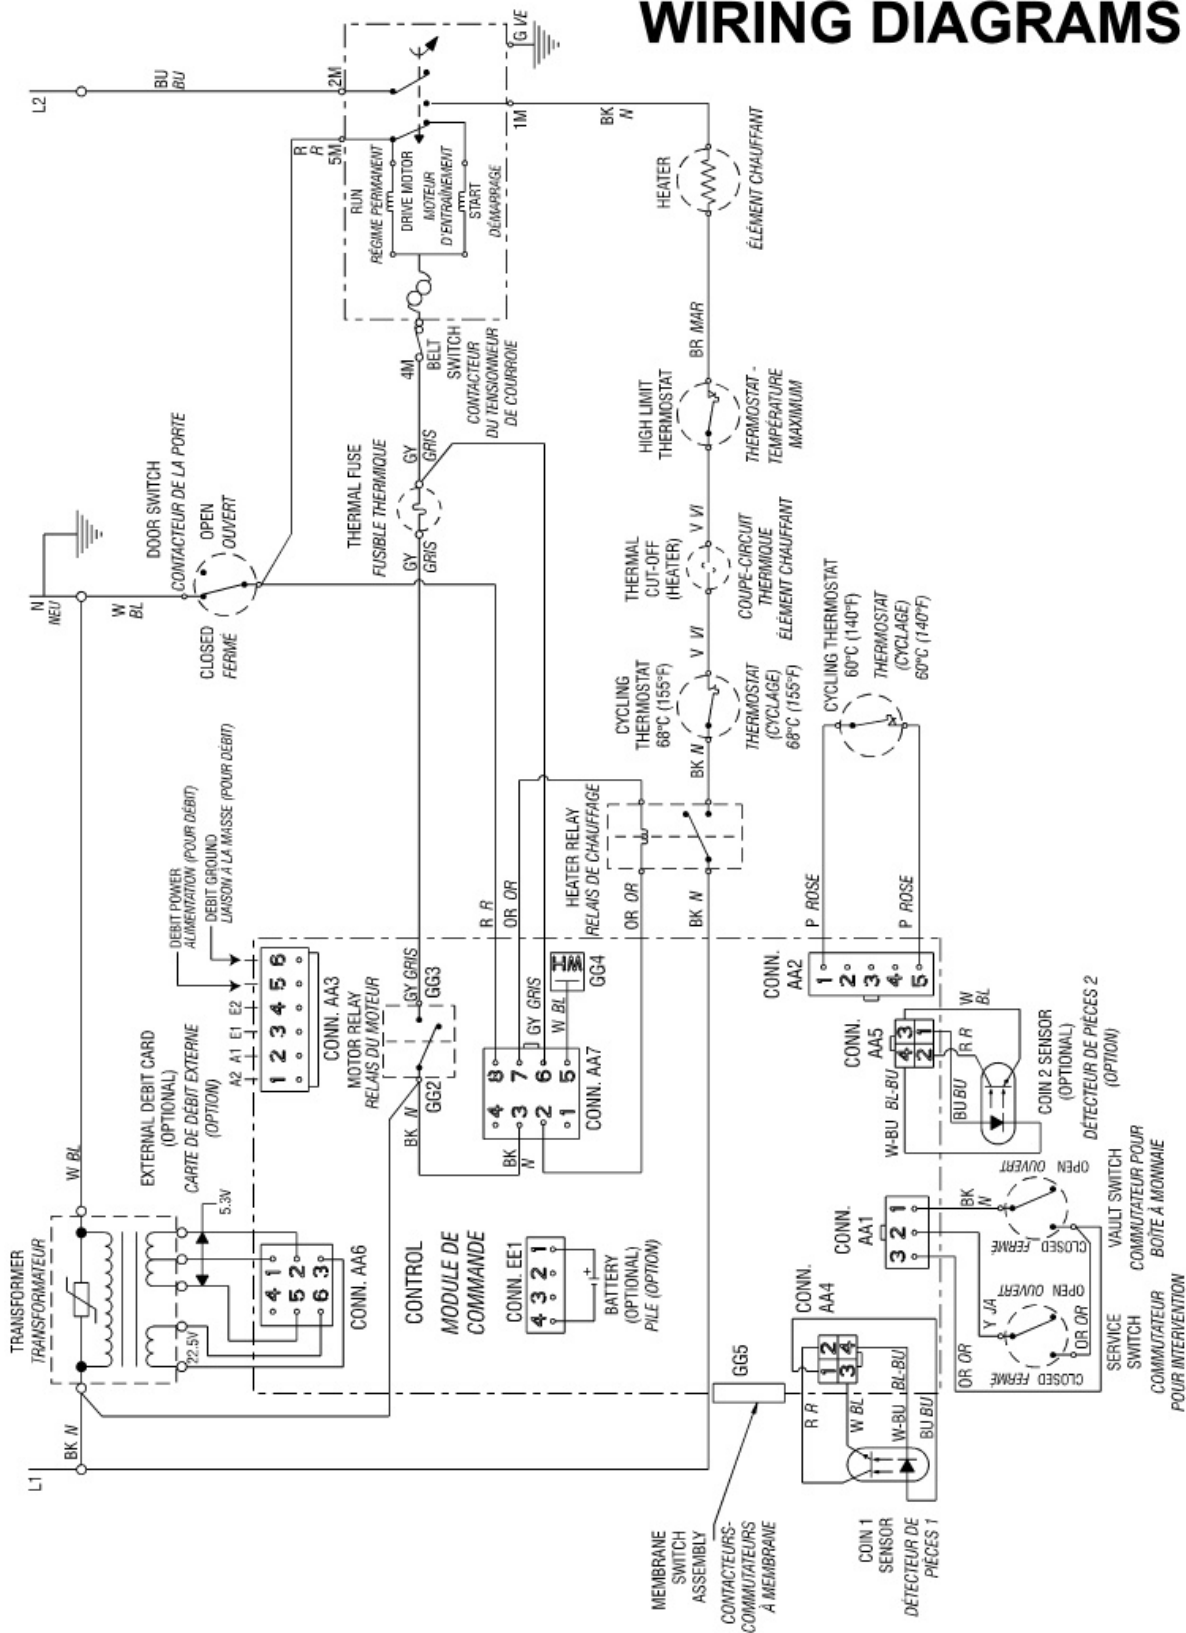 WIRING DIAGRAMS
L1
BK N
TRANSFORMER
TRANSFORMATEUR
W BL
5.3V
22.5V
EXTERNAL DEBIT CARD
(OPTIONAL)
CARTE DE DÉBIT EXTERNE
(OPTION)
DEBIT POWER
ALIMENTATION (POUR DÉBIT)
DEBIT GROUND
LIAISON À LA MASSE (POUR DÉBIT)
A2 A1 E1 E2
1 2 3 4 5 6
CONN. AA3
N
NEU
W
BL
DOOR SWITCH
CONTACTEUR DE LA PORTE
OPEN
OUVERT
CLOSED
FERMÉ
L2
BU
BU
R
R
5M
2M
G VE
1M
BK
N
RUN
RÉGIME PERMANENT
DRIVE MOTOR
MOTEUR
D'ENTRAÎNEMENT
START
DÉMARRAGE
4M
BELT
SWITCH
CONTACTEUR
DU TENSIONNEUR
DE COURROIE
THERMAL FUSE
FUSIBLE THERMIQUE
GY
GRIS
GY
GRIS
4 1
5 2
6 3
CONN. AA6
CONTROL
MODULE DE
COMMANDE
MOTOR RELAY
RELAIS DU MOTEUR
GY GRIS
GG3
GG2
BK N
BK
N
4 8
3 7
2 6
1 5
CONN. AA7
R R
OR OR
GY GRIS
W BL
GG4
HEATER RELAY
RELAIS DE CHAUFFAGE
OR OR
BK N
BK N
CYCLING
THERMOSTAT
68°C (155°F)
THERMOSTAT
(CYCLAGE)
68°C (155°F)
V VI
THERMAL
CUT-OFF
(HEATER)
COUPE-CIRCUIT
THERMIQUE
ÉLÉMENT CHAUFFANT
V VI
HIGH LIMIT
THERMOSTAT
THERMOSTAT -
TEMPÉRATURE
MAXIMUM
BR MAR
HEATER
ÉLÉMENT CHAUFFANT
CONN. EE1
4 3 2 1
+
BATTERY
(OPTIONAL)
PILE (OPTION)
CONN.
AA2
1
2
3
4
5
P ROSE
P ROSE
CYCLING THERMOSTAT
60°C (140°F)
THERMOSTAT
(CYCLAGE)
60°C (140°F)
MEMBRANE
SWITCH
ASSEMBLY
CONTACTEURS-
COMMUTATEURS
À MEMBRANE
GG5
CONN.
AA4
1 2
3 4
R R
W BL
W-BU BL-BU
BU BU
COIN 1
SENSOR
DÉTECTEUR DE
PIÈCES 1
CONN.
AA1
3 2 1
OR OR
Y JA
BK
N
OPEN OUVERT
CLOSED FERMÉ
OR OR
SERVICE
SWITCH
COMMUTATEUR
POUR INTERVENTION
OPEN OUVERT
CLOSED FERMÉ
VAULT SWITCH
COMMUTATEUR POUR
BOÎTE À MONNAIE
CONN.
AA5
4 3
2 1
W-BU BL-BU
BU BU
R R
W
BL
COIN 2 SENSOR
(OPTIONAL)
DÉTECTEUR DE PIÈCES 2
(OPTION)